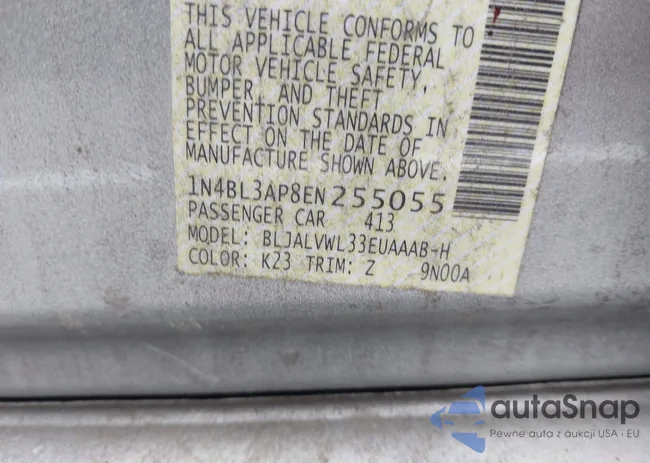 THIS VEHICLE CONFORMS TO
ALL APPLICABLE FEDERAL
MOTOR VEHICLE SAFETY,
BUMPER, AND THEFT
PREVENTION STANDARDS IN
EFFECT ON THE DATE OF
MANUFACTURE SHOWN ABOVE.
1N4BL3AP8EN255055
PASSENGER CAR 413
MODEL: BLJALVWL33EUAAAB-H
COLOR: K23 TRIM: Z 9N00A
autoSnap
Pewne auta z aukcji USA i EU